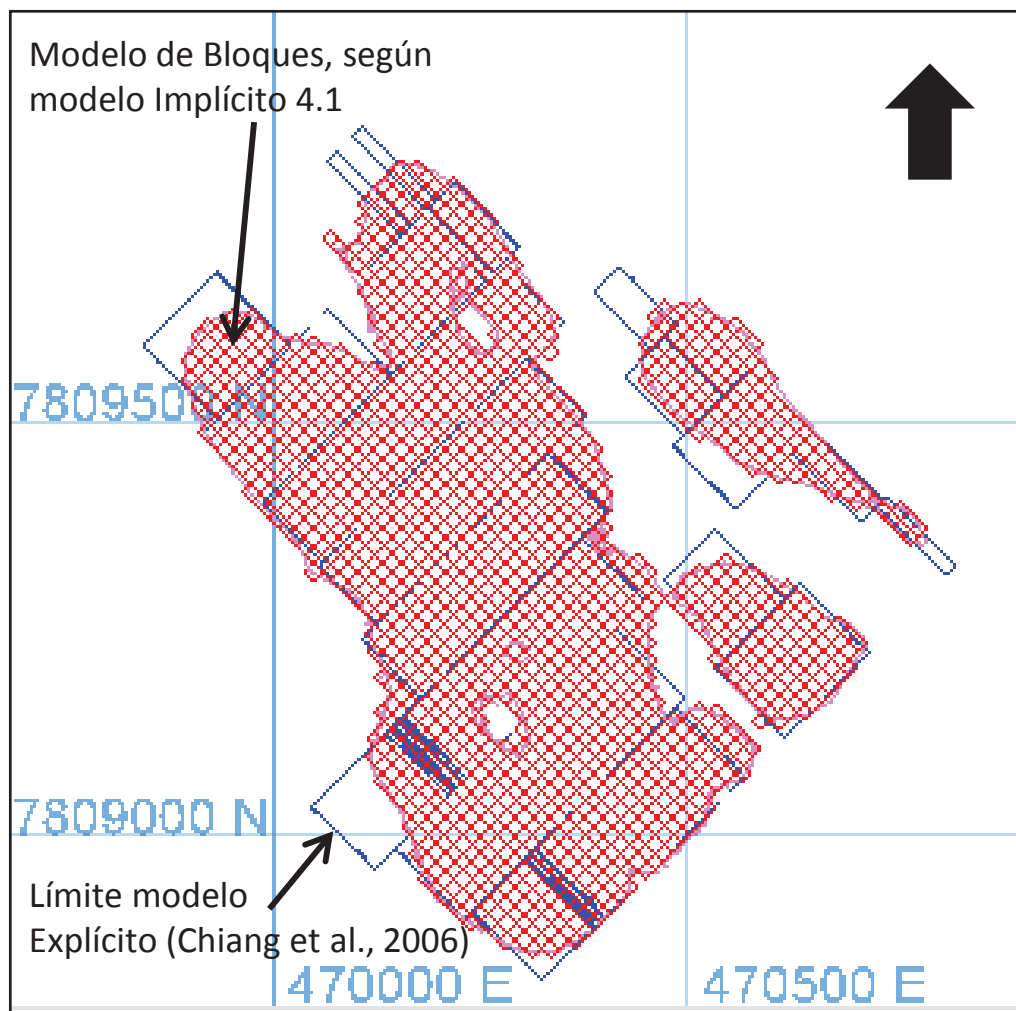 Modelo de Bloques, según
modelo Implícito 4.1
7809500 N
7809000 N
Límite modelo
Explícito (Chiang et al., 2006)
470000 E
470500 E